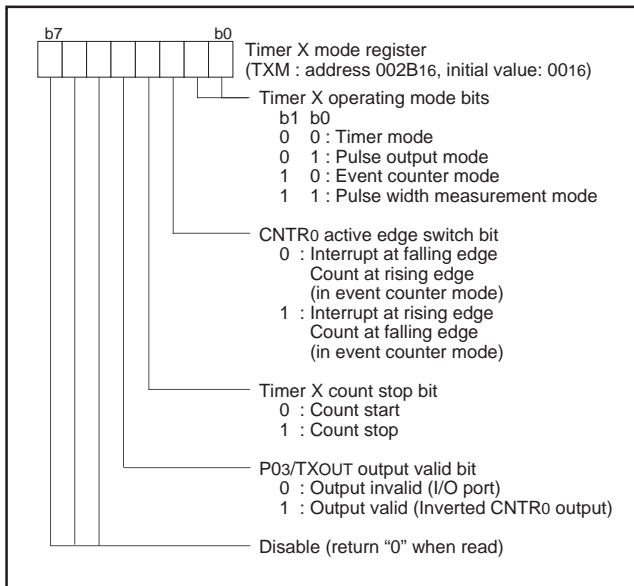 b7 b0
Timer X mode register
(TXM : address 002B16, initial value: 0016)
Timer X operating mode bits
b1 b0
0 0 : Timer mode
0 1 : Pulse output mode
1 0 : Event counter mode
1 1 : Pulse width measurement mode
CNTR0 active edge switch bit
0 : Interrupt at falling edge
Count at rising edge
(in event counter mode)
1 : Interrupt at rising edge
Count at falling edge
(in event counter mode)
Timer X count stop bit
0 : Count start
1 : Count stop
P03/TXOUT output valid bit
0 : Output invalid (I/O port)
1 : Output valid (Inverted CNTR0 output)
Disable (return “0” when read)